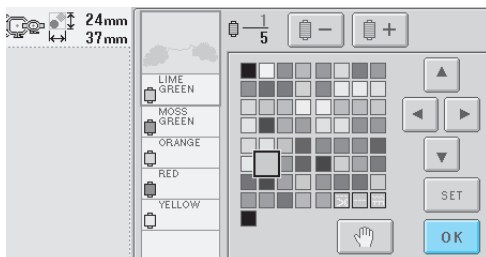 24mm
37mm
1
5
−
+
LIME
GREEN
MOSS
GREEN
ORANGE
RED
YELLOW
SET
OK